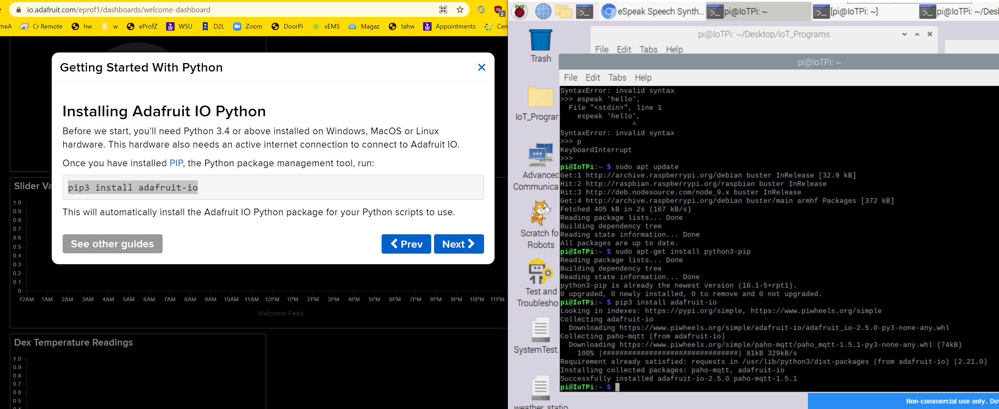 io.adafruit.com/eprof1/dashboards/welcome-dashboard
2
meA Cr Remote hw w eProfZ WSU D2L Zoom DoorPi vEMS Magaz tahw Appointments Cen
Getting Started With Python
Installing Adafruit IO Python
Before we start, you'll need Python 3.4 or above installed on Windows, MacOS or Linux
hardware. This hardware also needs an active internet connection to connect to Adafruit IO.
Once you have installed PIP, the Python package management tool, run:
pip3 install adafruit-io
This will automatically install the Adafruit IO Python package for your Python scripts to use.
See other guides
Prev
Next
Slider Va
1.0
0.9
0.8
0.7
0.6
0.5
0.4
0.3
0.2
0.1
0
12AM 1AM 2AM 3AM 4AM 5AM 6AM 7AM 8AM 9AM 10AM 11AM 12PM 1PM 2PM 3PM 4PM 5PM 6PM 7PM 8PM 9PM 10PM 11PM
Welcome Feed
Dex Temperature Readings
1.0
0.9
0.8
0.7
0.6
0.5
0.4
eSpeak Speech Synth... pi@IoTPi: ~ [pi@IoTPi: ~] pi@IoTPi: ~/Des
Trash
IoT_Prograr
Advanced
Communica
Scratch fo
Robots
Test and
Troublesho
SystemTest.
weather_statio
pi@IoTPi: ~/Desktop/IoT_Programs
File Edit Tabs Help
pi@IoTPi: ~
File Edit Tabs Help
SyntaxError: invalid syntax
>>> espeak 'hello',
File "<stdin>", line 1
espeak 'hello',
^
SyntaxError: invalid syntax
>>> p
KeyboardInterrupt
>>>
pi@IoTPi:~ $ sudo apt update
Get:1 http://archive.raspberrypi.org/debian buster InRelease [32.9 kB]
Hit:2 http://raspbian.raspberrypi.org/raspbian buster InRelease
Hit:3 http://deb.nodesource.com/node_9.x buster InRelease
Get:4 http://archive.raspberrypi.org/debian buster/main armhf Packages [372 kB]
Fetched 405 kB in 2s (167 kB/s)
Reading package lists... Done
Building dependency tree
Reading state information... Done
All packages are up to date.
pi@IoTPi:~ $ sudo apt-get install python3-pip
Reading package lists... Done
Building dependency tree
Reading state information... Done
python3-pip is already the newest version (18.1-5+rpt1).
0 upgraded, 0 newly installed, 0 to remove and 0 not upgraded.
pi@IoTPi:~ $ pip3 install adafruit-io
Looking in indexes: https://pypi.org/simple, https://www.piwheels.org/simple
Collecting adafruit-io
Downloading https://www.piwheels.org/simple/adafruit-io/adafruit_io-2.5.0-py3-none-any.whl
Collecting paho-mqtt (from adafruit-io)
Downloading https://www.piwheels.org/simple/paho-mqtt/paho_mqtt-1.5.1-py3-none-any.whl (74kB)
100% |################################| 81kB 329kB/s
Requirement already satisfied: requests in /usr/lib/python3/dist-packages (from adafruit-io) (2.21.0)
Installing collected packages: paho-mqtt, adafruit-io
Successfully installed adafruit-io-2.5.0 paho-mqtt-1.5.1
pi@IoTPi:~ $
Non-commercial use only. Do